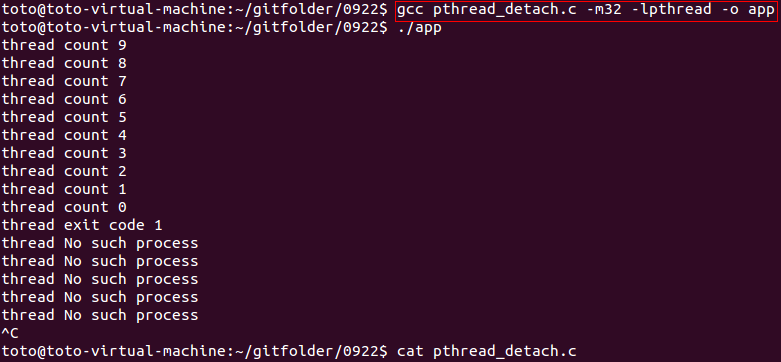 toto@toto-virtual-machine:~/gitfolder/0922$ gcc pthread_detach.c -m32 -lpthread -o app
toto@toto-virtual-machine:~/gitfolder/0922$ ./app
thread count 9
thread count 8
thread count 7
thread count 6
thread count 5
thread count 4
thread count 3
thread count 2
thread count 1
thread count 0
thread exit code 1
thread No such process
thread No such process
thread No such process
thread No such process
thread No such process
^C
toto@toto-virtual-machine:~/gitfolder/0922$ cat pthread_detach.c